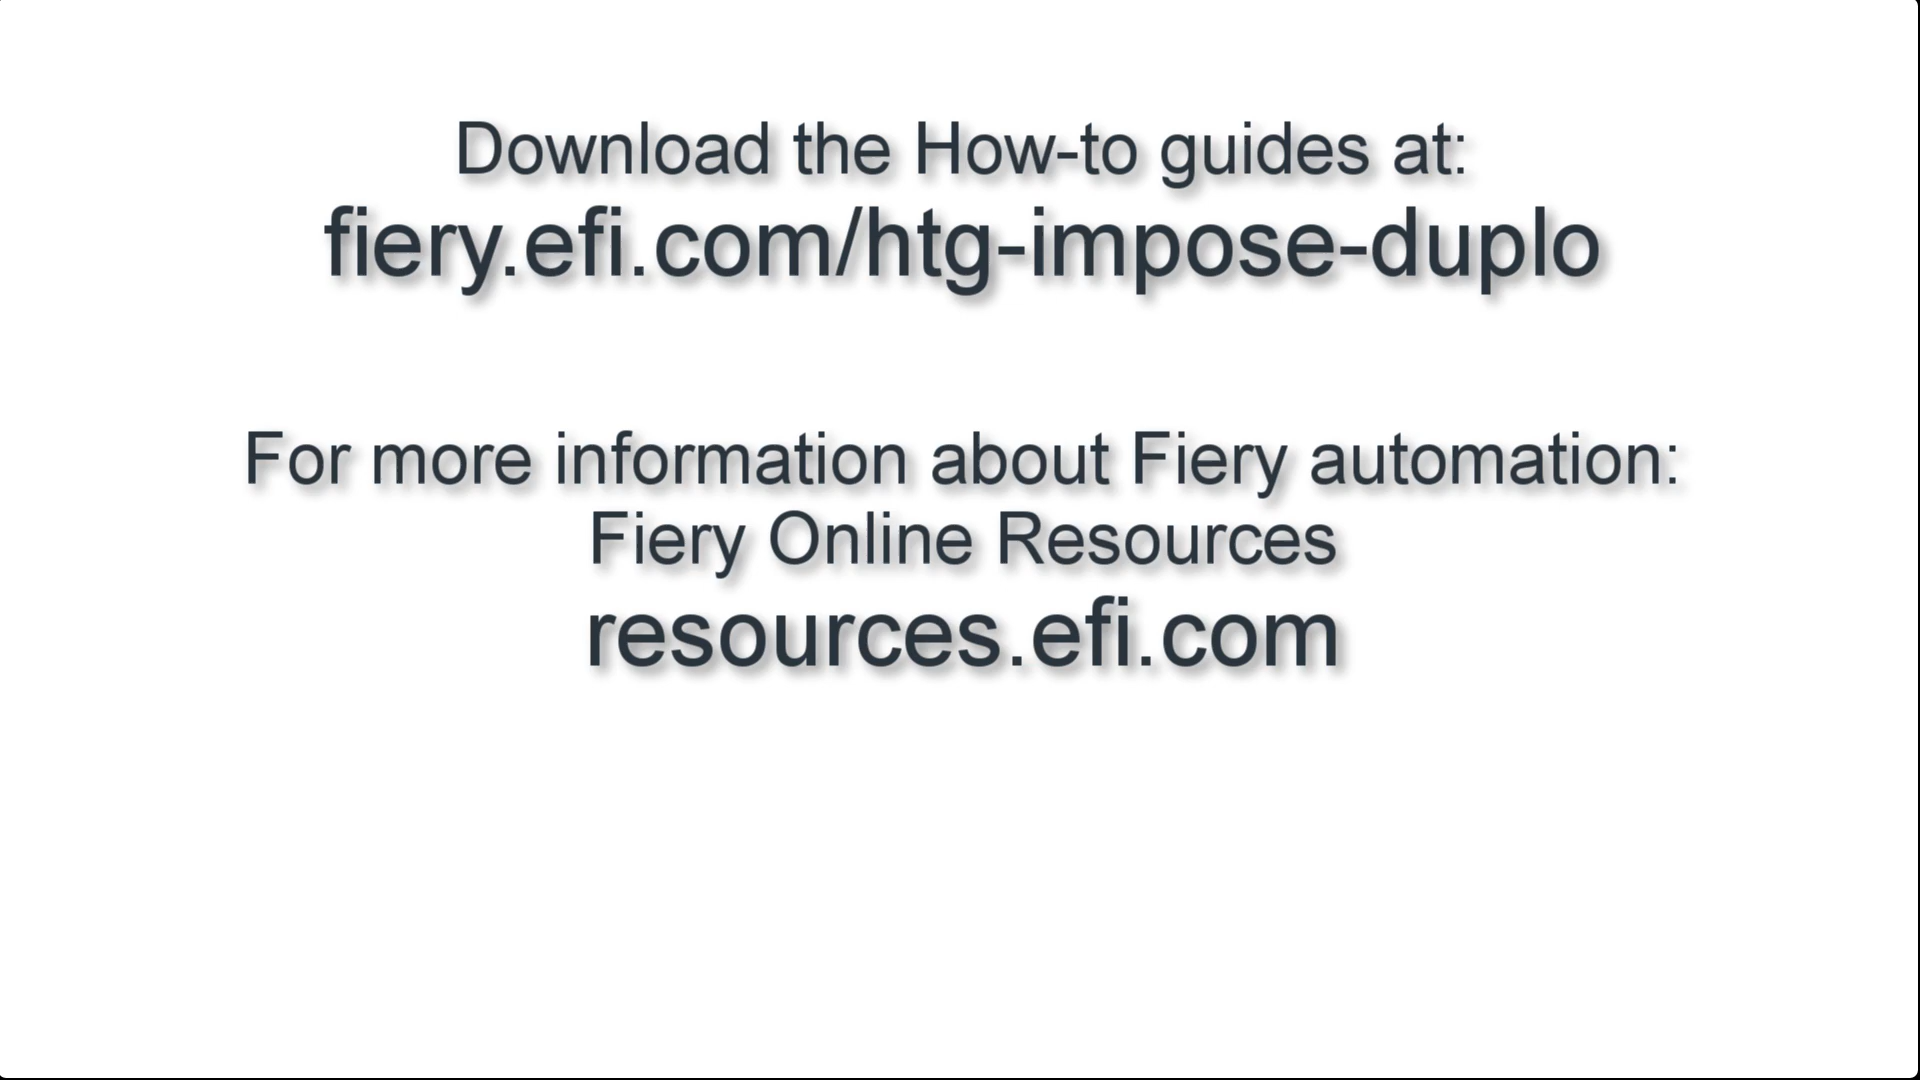 Download the How-to guides at:
fiery.efi.com/htg-impose-duplo
For more information about Fiery automation:
Fiery Online Resources
resources.efi.com